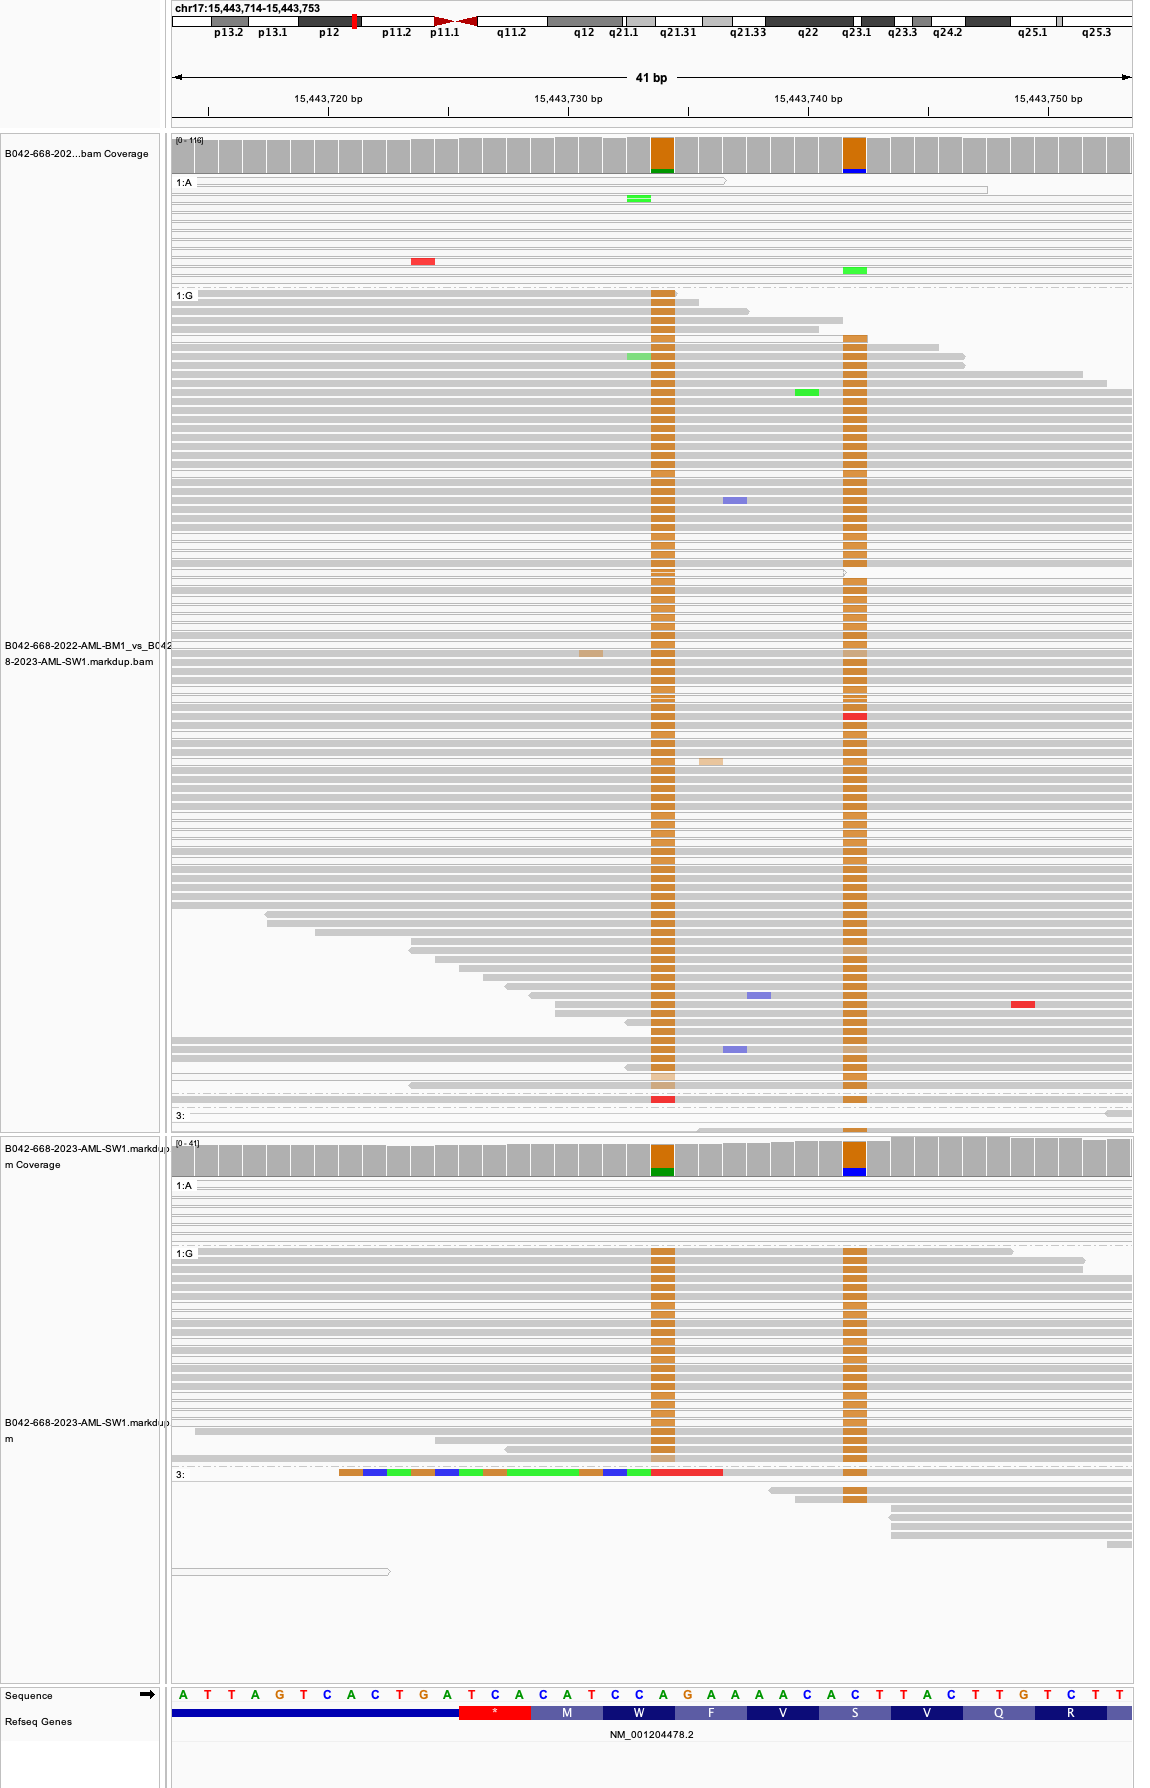 chr17:15,443,714-15,443,753
p13.2 p13.1 p12 p11.2 p11.1 q11.2 q12 q21.1 q21.31 q21.33 q22 q23.1 q23.3 q24.2 q25.1 q25.3
41 bp
15,443,720 bp 15,443,730 bp 15,443,740 bp 15,443,750 bp
B042-668-202...bam Coverage
[0 - 116]
1:A
1:G
B042-668-2022-AML-BM1_vs_B042
8-2023-AML-SW1.markdup.bam
3:
B042-668-2023-AML-SW1.markdup
m Coverage
[0 - 41]
1:A
1:G
B042-668-2023-AML-SW1.markdup
m
3:
Sequence
A T T A G T C A C T G A T C A C A T C C A G A A A A C A C T T A C T T G T C T T
Refseq Genes
* M W F V S V Q R
NM_001204478.2